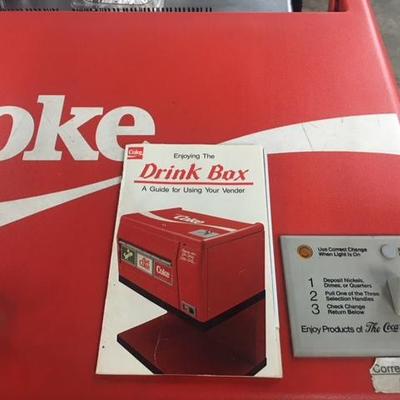 oke
Coke
Enjoying The
Drink Box
A Guide for Using Your Vender
Coke
Coke
Use Correct Change
When Light is On
1 Deposit Nickels,
Dimes, or Quarters
2 Pull One of the Three
Selection Handles
3 Check Change
Return Below
Enjoy Products of The Coca
Corre